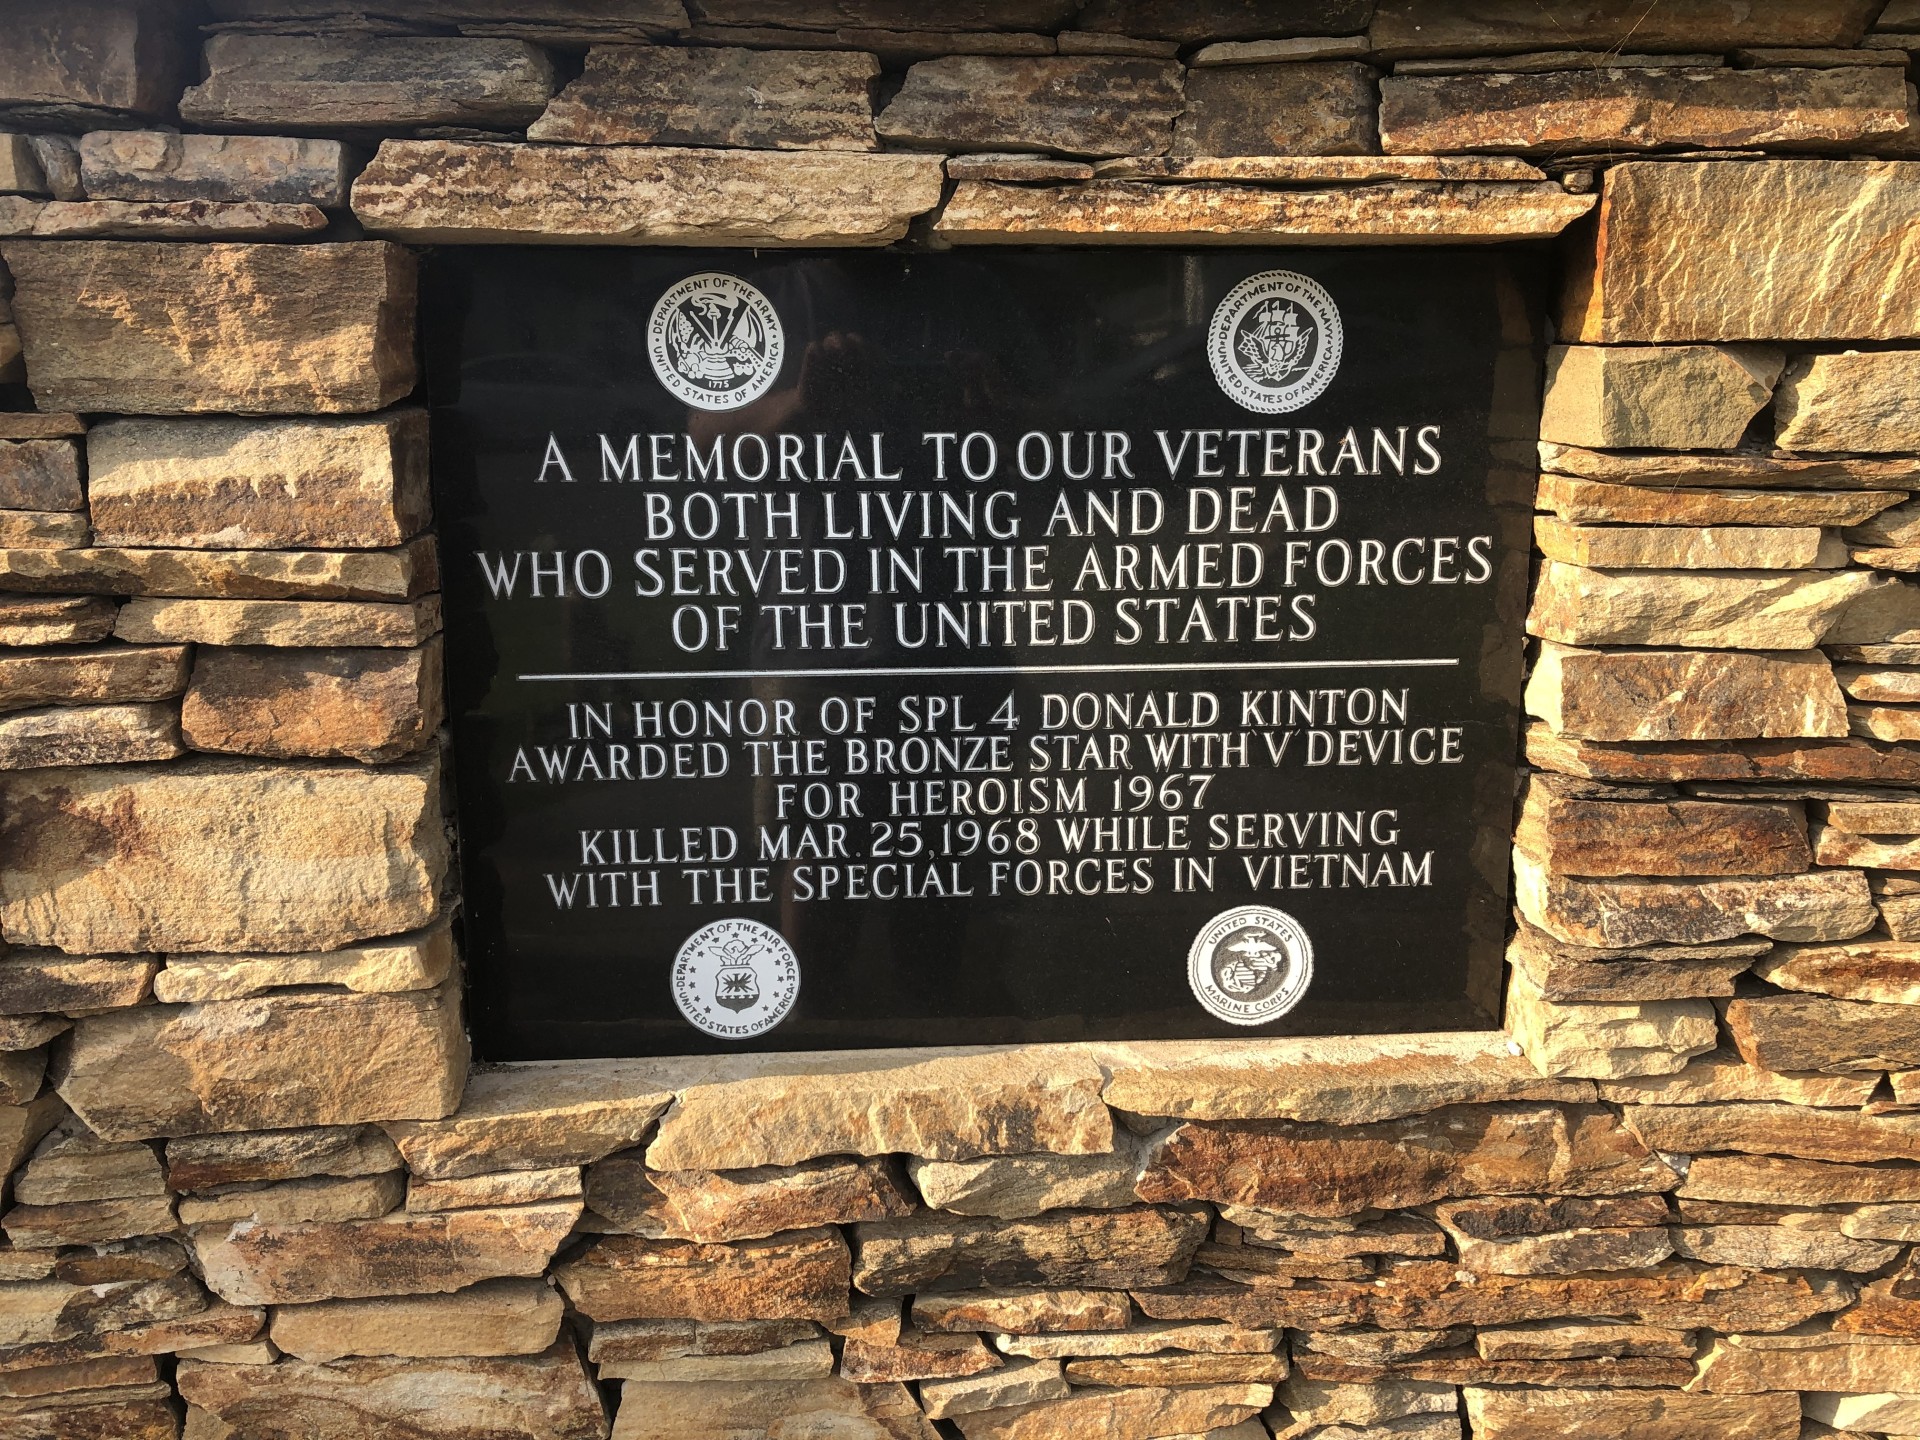 DEPARTMENT OF THE ARMY
UNITED STATES OF AMERICA
1775
DEPARTMENT OF THE NAVY
UNITED STATES OF AMERICA
A MEMORIAL TO OUR VETERANS
BOTH LIVING AND DEAD
WHO SERVED IN THE ARMED FORCES
OF THE UNITED STATES
IN HONOR OF SPL 4 DONALD KINTON
AWARDED THE BRONZE STAR WITH "V" DEVICE
FOR HEROISM 1967
KILLED MAR. 25, 1968 WHILE SERVING
WITH THE SPECIAL FORCES IN VIETNAM
DEPARTMENT OF THE AIR FORCE
UNITED STATES OF AMERICA
UNITED STATES
MARINE CORPS